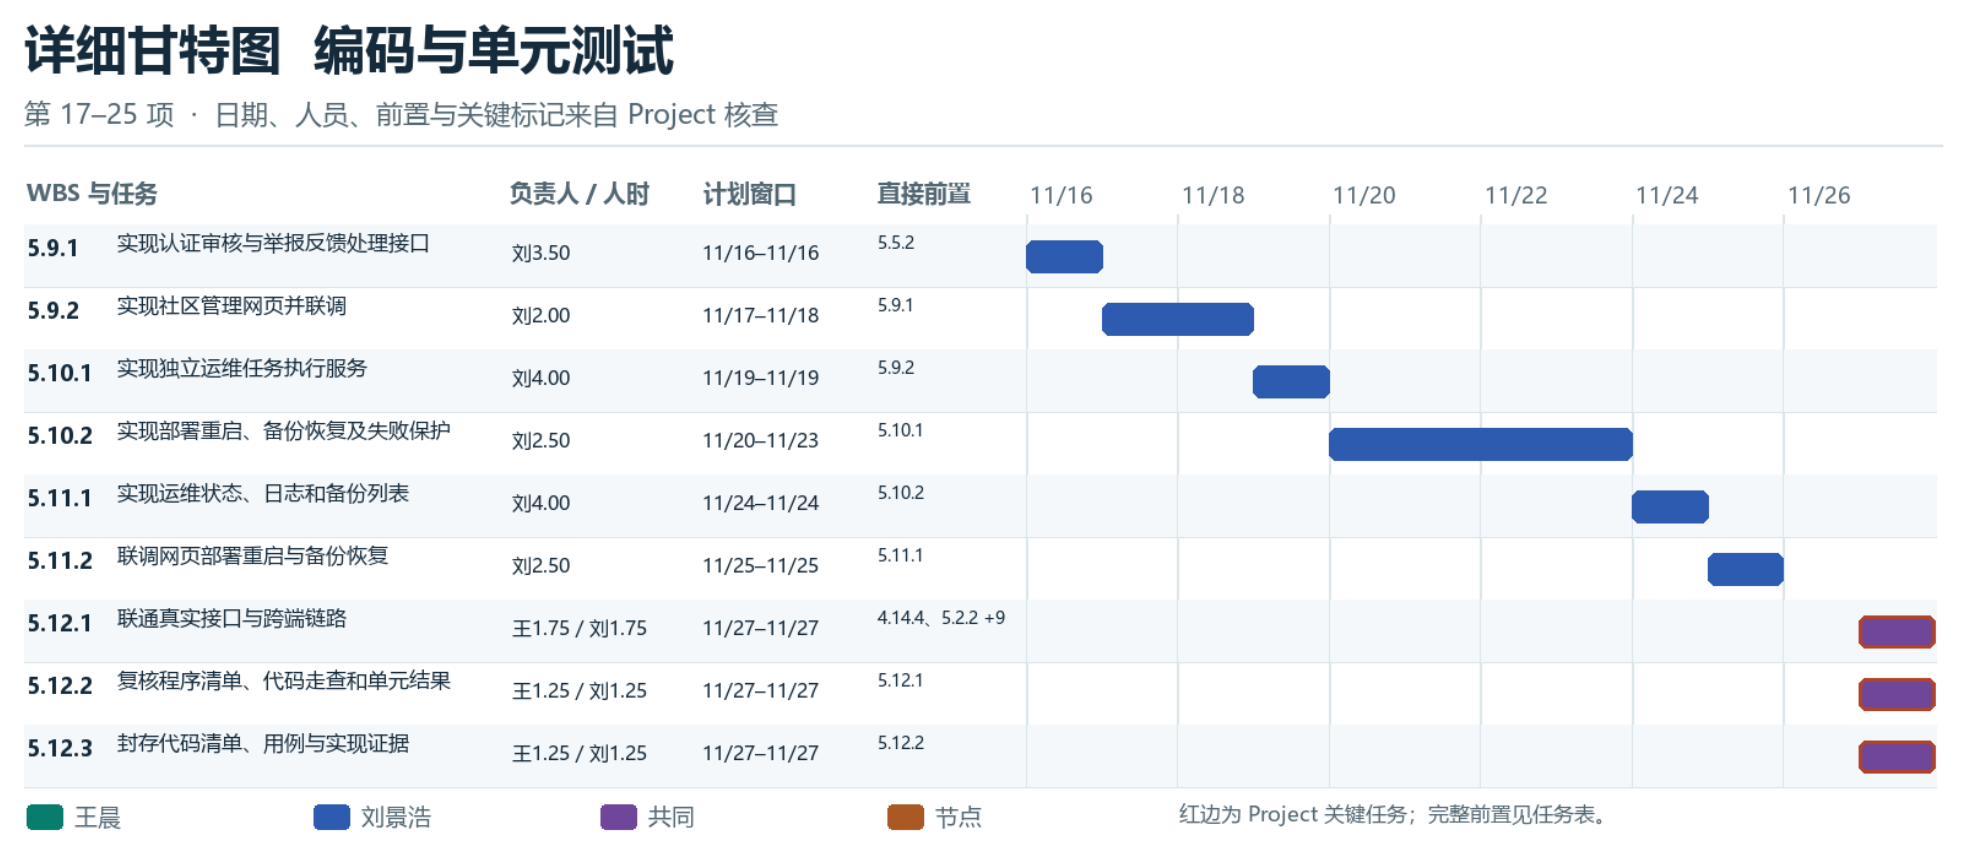 详细甘特图 编码与单元测试
第 17–25 项 · 日期、人员、前置与关键标记来自 Project 核查
WBS 与任务 负责人 / 人时 计划窗口 直接前置 11/16 11/18 11/20 11/22 11/24 11/26
5.9.1 实现认证审核与举报反馈处理接口 刘3.50 11/16–11/16 5.5.2
5.9.2 实现社区管理网页并联调 刘2.00 11/17–11/18 5.9.1
5.10.1 实现独立运维任务执行服务 刘4.00 11/19–11/19 5.9.2
5.10.2 实现部署重启、备份恢复及失败保护 刘2.50 11/20–11/23 5.10.1
5.11.1 实现运维状态、日志和备份列表 刘4.00 11/24–11/24 5.10.2
5.11.2 联调网页部署重启与备份恢复 刘2.50 11/25–11/25 5.11.1
5.12.1 联通真实接口与跨端链路 王1.75 / 刘1.75 11/27–11/27 4.14.4、5.2.2 +9
5.12.2 复核程序清单、代码走查和单元结果 王1.25 / 刘1.25 11/27–11/27 5.12.1
5.12.3 封存代码清单、用例与实现证据 王1.25 / 刘1.25 11/27–11/27 5.12.2
王晨 刘景浩 共同 节点 红边为 Project 关键任务；完整前置见任务表。